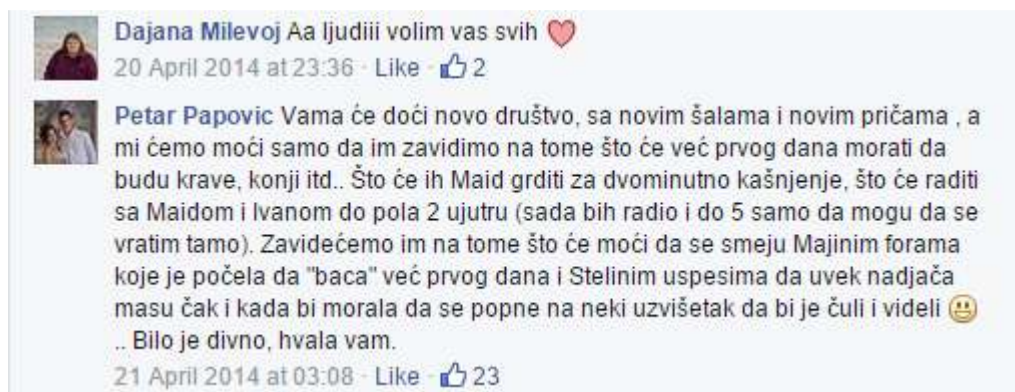 Dajana Milevoj Aa ljudiii volim vas svih
20 April 2014 at 23:36 · Like · 2
Petar Papovic Vama će doći novo društvo, sa novim šalama i novim pričama , a
mi ćemo moći samo da im zavidimo na tome što će već prvog dana morati da
budu krave, konji itd.. Što će ih Maid grditi za dvominutno kašnjenje, što će raditi
sa Maidom i Ivanom do pola 2 ujutru (sada bih radio i do 5 samo da mogu da se
vratim tamo). Zavidećemo im na tome što će moći da se smeju Majinim forama
koje je počela da "baca" već prvog dana i Stelinim uspesima da uvek nadjača
masu čak i kada bi morala da se popne na neki uzvišetak da bi je čuli i videli
.. Bilo je divno, hvala vam.
21 April 2014 at 03:08 · Like · 23